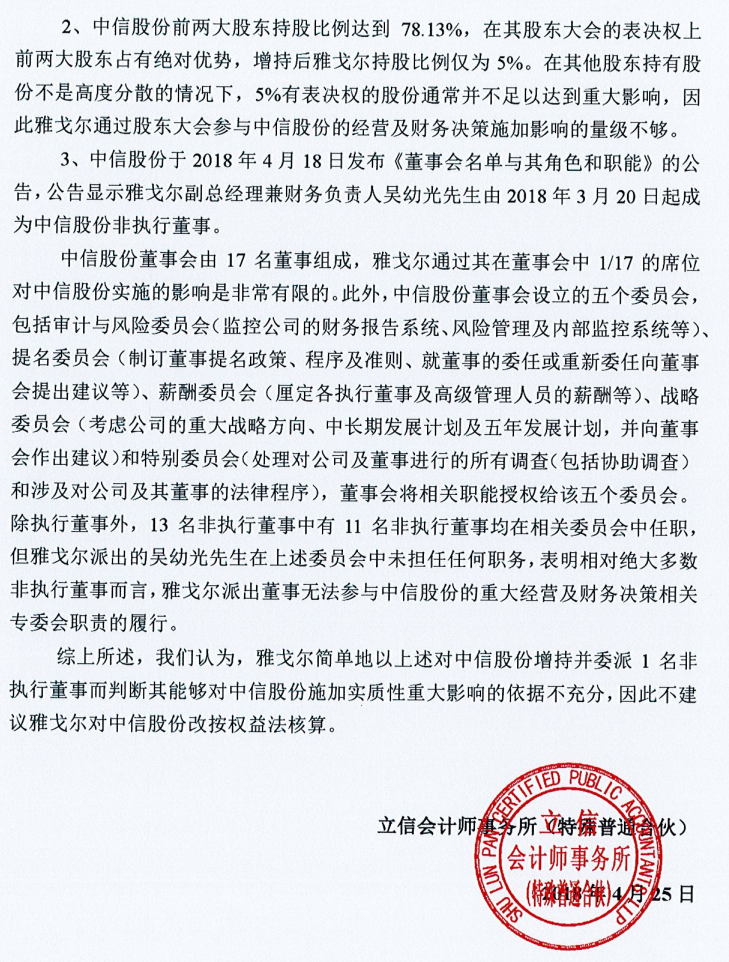 2、中信股份前两大股东持股比例达到 78.13%，在其股东大会的表决权上
前两大股东占有绝对优势，增持后雅戈尔持股比例仅为 5%。在其他股东持有股
份不是高度分散的情况下，5%有表决权的股份通常并不足以达到重大影响，因
此雅戈尔通过股东大会参与中信股份的经营及财务决策施加影响的量级不够。
3、中信股份于 2018 年 4 月 18 日发布《董事会名单与其角色和职能》的公
告，公告显示雅戈尔副总经理兼财务负责人吴幼光先生由 2018 年 3 月 20 日起成
为中信股份非执行董事。
中信股份董事会由 17 名董事组成，雅戈尔通过其在董事会中 1/17 的席位
对中信股份实施的影响是非常有限的。此外，中信股份董事会设立的五个委员会，
包括审计与风险委员会（监控公司的财务报告系统、风险管理及内部监控系统等）、
提名委员会（制订董事提名政策、程序及准则、就董事的委任或重新委任向董事
会提出建议等）、薪酬委员会（厘定各执行董事及高级管理人员的薪酬等）、战略
委员会（考虑公司的重大战略方向、中长期发展计划及五年发展计划，并向董事
会作出建议）和特别委员会（处理对公司及董事进行的所有调查（包括协助调查）
和涉及对公司及其董事的法律程序），董事会将相关职能授权给该五个委员会。
除执行董事外，13 名非执行董事中有 11 名非执行董事均在相关委员会中任职，
但雅戈尔派出的吴幼光先生在上述委员会中未担任任何职务，表明相对绝大多数
非执行董事而言，雅戈尔派出董事无法参与中信股份的重大经营及财务决策相关
专委会职责的履行。
综上所述，我们认为，雅戈尔简单地以上述对中信股份增持并委派 1 名非
执行董事而判断其能够对中信股份施加实质性重大影响的依据不充分，因此不建
议雅戈尔对中信股份改按权益法核算。
立信会计师事务所（特殊普通合伙）
SHU LUN PAN CERTIFIED PUBLIC ACCOUNTANTS LLP
立信
会计师事务所
(特殊普通合伙)
2018 年 4 月 25 日